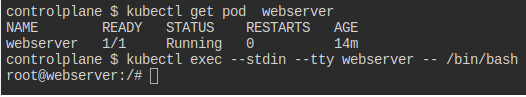 controlplane $ kubectl get pod  webserver
NAME        READY   STATUS    RESTARTS   AGE
webserver   1/1     Running   0          14m
controlplane $ kubectl exec --stdin --tty webserver -- /bin/bash
root@webserver:/#